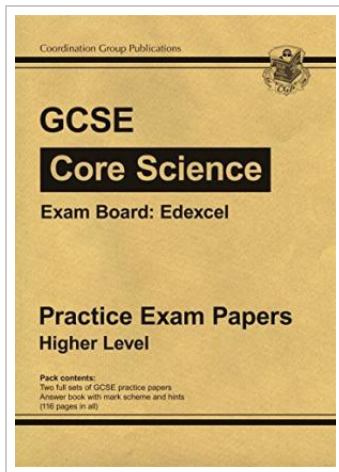 Coordination Group Publications
CGP
GCSE
Core Science
Exam Board: Edexcel
Practice Exam Papers
Higher Level
Pack contents:
Two full sets of GCSE practice papers
Answer book with mark scheme and hints
(116 pages in all)